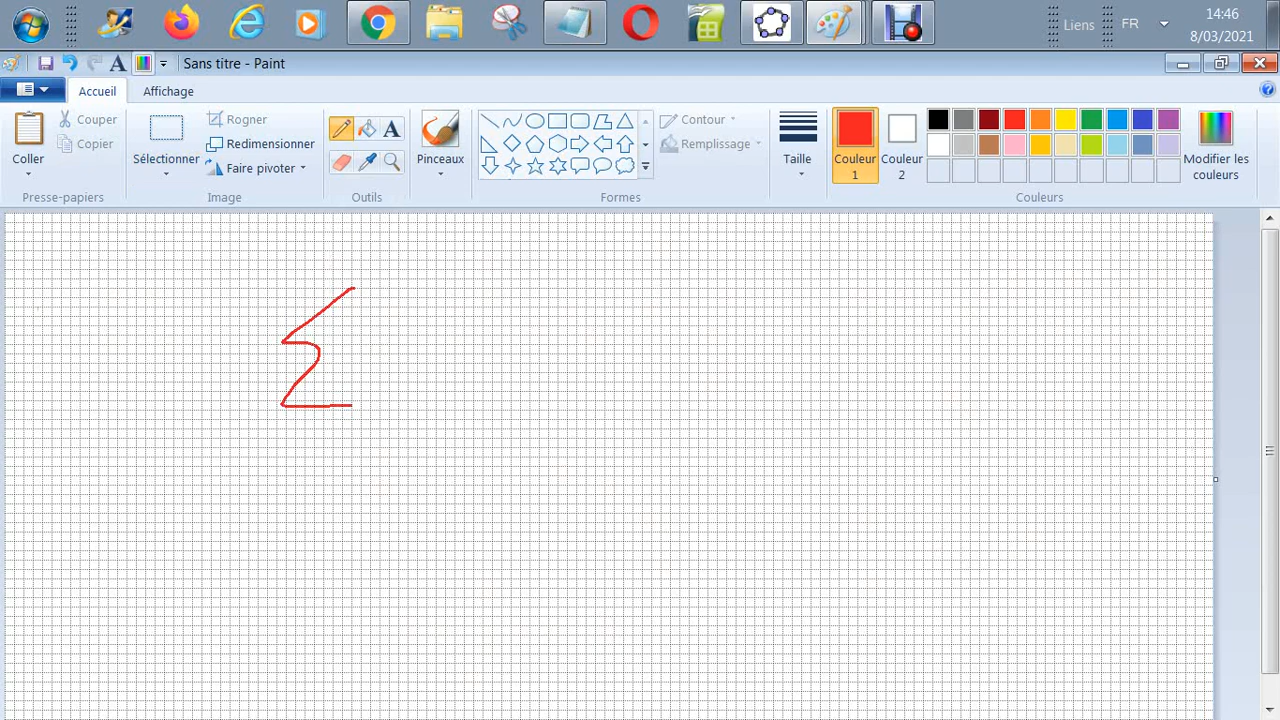 14:46
Liens FR
8/03/2021
Sans titre - Paint
Accueil Affichage
Couper Rogner Contour
Copier Redimensionner Remplissage
Coller Sélectionner Faire pivoter Pinceaux Taille Couleur 1 Couleur 2 Modifier les couleurs
Presse-papiers Image Outils Formes Couleurs